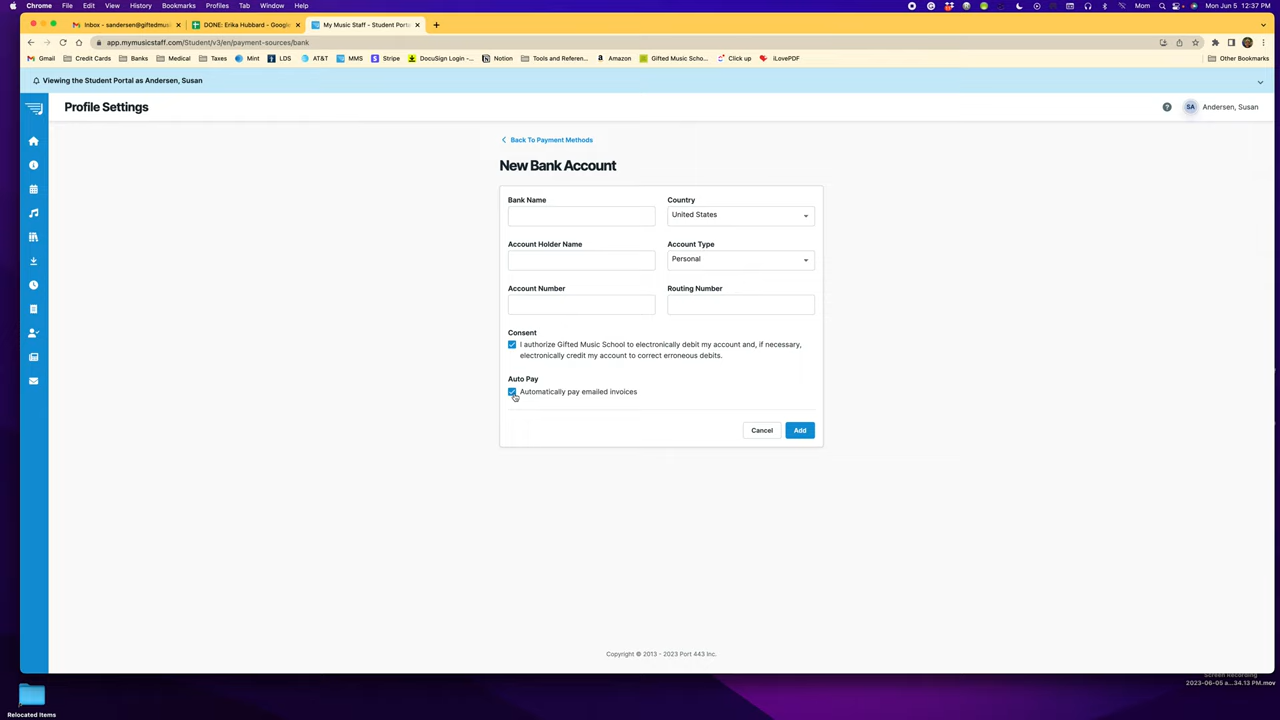 Chrome File Edit View History Bookmarks Profiles Tab Window Help Mom Mon Jun 5 12:37 PM
Inbox - sandersen@giftedmusi DONE: Erika Hubbard - Google My Music Staff - Student Porta
app.mymusicstaff.com/Student/v3/en/payment-sources/bank
Gmail Credit Cards Banks Medical Taxes Mint LDS AT&T MMS Stripe DocuSign Login -... Notion Tools and Referen... Amazon Gifted Music Schoo... Click up iLovePDF Other Bookmarks
Viewing the Student Portal as Andersen, Susan
Profile Settings
SA Andersen, Susan
Back To Payment Methods
New Bank Account
Bank Name Country
United States
Account Holder Name Account Type
Personal
Account Number Routing Number
Consent
I authorize Gifted Music School to electronically debit my account and, if necessary,
electronically credit my account to correct erroneous debits.
Auto Pay
Automatically pay emailed invoices
Cancel Add
Copyright © 2013 - 2023 Port 443 Inc.
Screen Recording
2023-06-05 a...34.13 PM.mov
Relocated Items